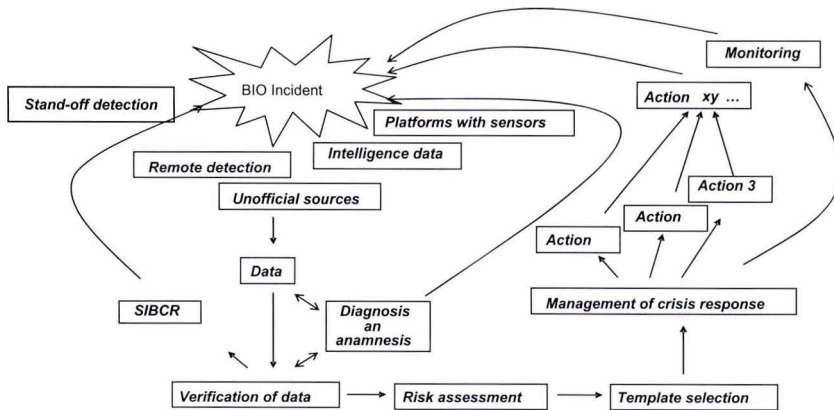 Monitoring
BIO Incident
Stand-off detection
Action xy ...
Platforms with sensors
Intelligence data
Remote detection
Unofficial sources
Action 3
Action
Action
Data
SIBCR
Diagnosis
an
anamnesis
Management of crisis response
Verification of data
Risk assessment
Template selection